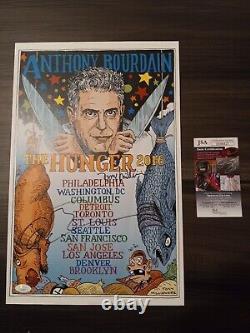 ANTHONY BOURDAIN
THE HUNGER 2016
PHILADELPHIA
WASHINGTON, DC
COLUMBUS
DETROIT
TORONTO
ST. LOUIS
SEATTLE
SAN FRANCISCO
SAN JOSE
LOS ANGELES
DENVER
BROOKLYN
JSA